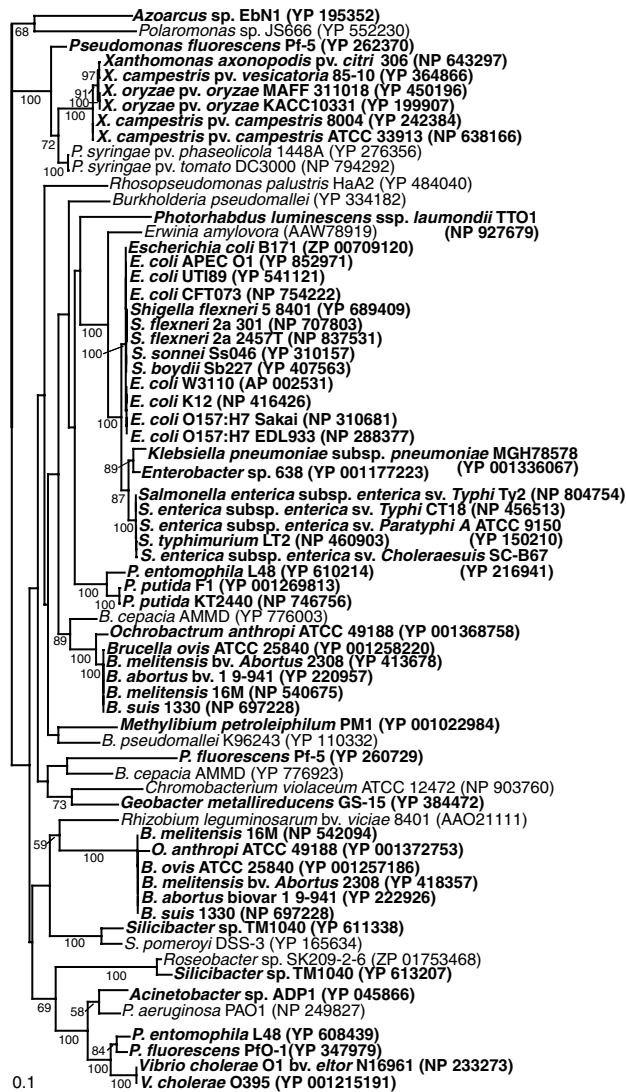 Azoarcus sp. EbN1 (YP 195352)
68
Polaromonas sp. JS666 (YP 552230)
Pseudomonas fluorescens Pf-5 (YP 262370)
Xanthomonas axonopodis pv. citri 306 (NP 643297)
97
X. campestris pv. vesicatoria 85-10 (YP 364866)
91
X. oryzae pv. oryzae MAFF 311018 (YP 450196)
100
100
X. oryzae pv. oryzae KACC10331 (YP 199907)
X. campestris pv. campestris 8004 (YP 242384)
X. campestris pv. campestris ATCC 33913 (NP 638166)
72
P. syringae pv. phaseolicola 1448A (YP 276356)
100
P. syringae pv. tomato DC3000 (NP 794292)
Rhosopseudomonas palustris HaA2 (YP 484040)
Burkholderia pseudomallei (YP 334182)
Photorhabdus luminescens ssp. laumondii TTO1
(NP 927679)
Erwinia amylovora (AAW78919)
Escherichia coli B171 (ZP 00709120)
E. coli APEC O1 (YP 852971)
E. coli UTI89 (YP 541121)
E. coli CFT073 (NP 754222)
Shigella flexneri 5 8401 (YP 689409)
S. flexneri 2a 301 (NP 707803)
100
S. flexneri 2a 2457T (NP 837531)
100
S. sonnei Ss046 (YP 310157)
S. boydii Sb227 (YP 407563)
E. coli W3110 (AP 002531)
E. coli K12 (NP 416426)
100
E. coli O157:H7 Sakai (NP 310681)
E. coli O157:H7 EDL933 (NP 288377)
Klebsiella pneumoniae subsp. pneumoniae MGH78578
(YP 001336067)
89
Enterobacter sp. 638 (YP 001177223)
87
Salmonella enterica subsp. enterica sv. Typhi Ty2 (NP 804754)
S. enterica subsp. enterica sv. Typhi CT18 (NP 456513)
100
S. enterica subsp. enterica sv. Paratyphi A ATCC 9150
(YP 150210)
S. typhimurium LT2 (NP 460903)
S. enterica subsp. enterica sv. Choleraesuis SC-B67
(YP 216941)
P. entomophila L48 (YP 610214)
100
P. putida F1 (YP 001269813)
100
P. putida KT2440 (NP 746756)
B. cepacia AMMD (YP 776003)
89
Ochrobactrum anthropi ATCC 49188 (YP 001368758)
100
Brucella ovis ATCC 25840 (YP 001258220)
B. melitensis bv. Abortus 2308 (YP 413678)
100
B. abortus bv. 1 9-941 (YP 220957)
B. melitensis 16M (NP 540675)
B. suis 1330 (NP 697228)
Methylibium petroleiphilum PM1 (YP 001022984)
B. pseudomallei K96243 (YP 110332)
P. fluorescens Pf-5 (YP 260729)
B. cepacia AMMD (YP 776923)
Chromobacterium violaceum ATCC 12472 (NP 903760)
73
Geobacter metallireducens GS-15 (YP 384472)
Rhizobium leguminosarum bv. viciae 8401 (AAO21111)
59
B. melitensis 16M (NP 542094)
100
O. anthropi ATCC 49188 (YP 001372753)
B. ovis ATCC 25840 (YP 001257186)
B. melitensis bv. Abortus 2308 (YP 418357)
B. abortus biovar 1 9-941 (YP 222926)
B. suis 1330 (NP 697228)
Silicibacter sp. TM1040 (YP 611338)
100
S. pomeroyi DSS-3 (YP 165634)
Roseobacter sp. SK209-2-6 (ZP 01753468)
100
Silicibacter sp. TM1040 (YP 613207)
69
Acinetobacter sp. ADP1 (YP 045866)
58
P. aeruginosa PAO1 (NP 249827)
100
P. entomophila L48 (YP 608439)
84
P. fluorescens PfO-1(YP 347979)
Vibrio cholerae O1 bv. eltor N16961 (NP 233273)
100
V. cholerae O395 (YP 001215191)
0.1